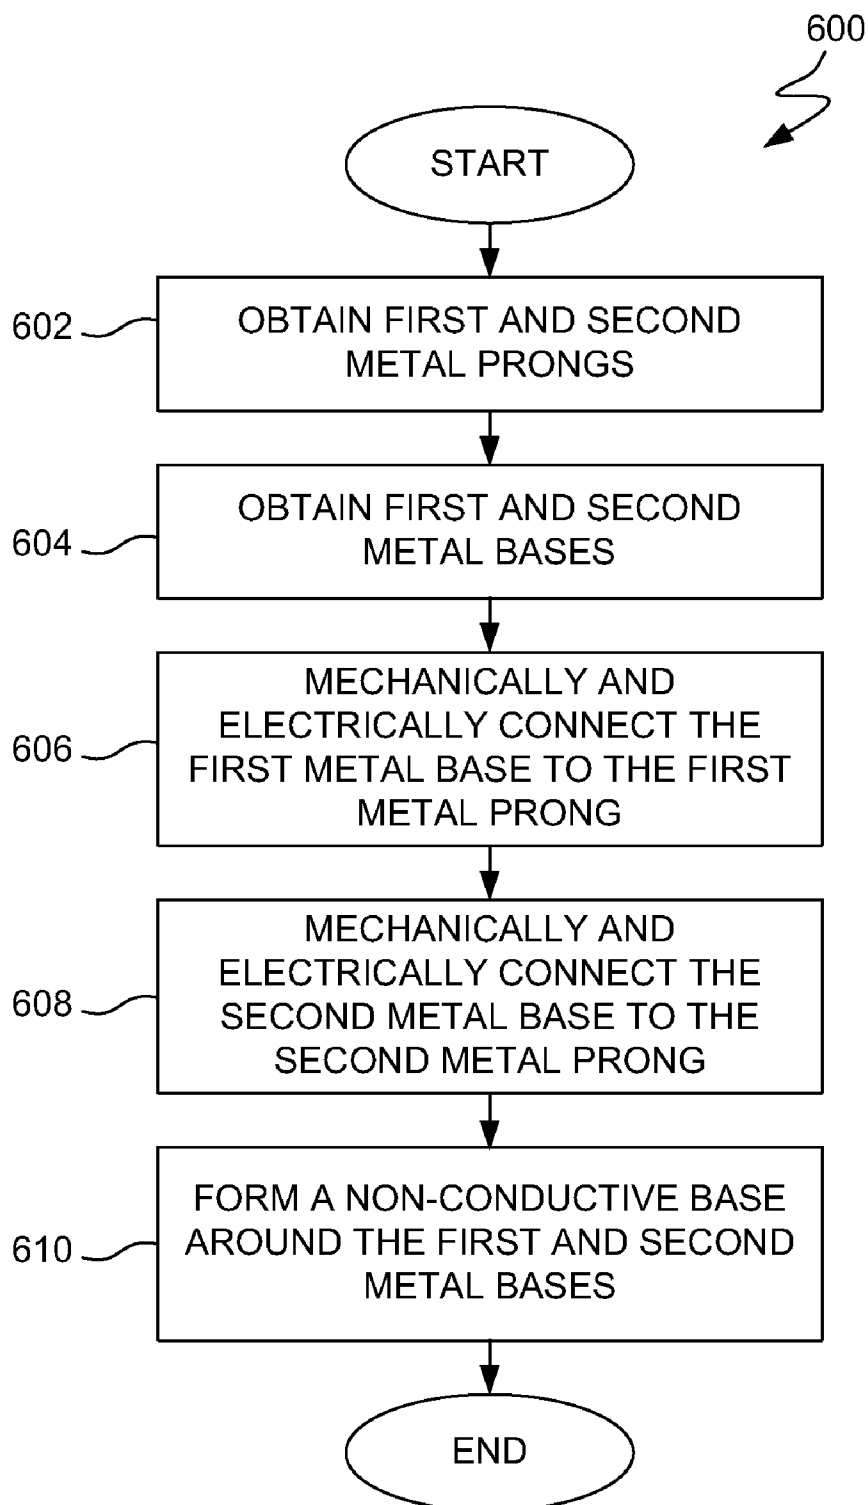 600
START
602
OBTAIN FIRST AND SECOND
METAL PRONGS
604
OBTAIN FIRST AND SECOND
METAL BASES
606
MECHANICALLY AND
ELECTRICALLY CONNECT THE
FIRST METAL BASE TO THE FIRST
METAL PRONG
608
MECHANICALLY AND
ELECTRICALLY CONNECT THE
SECOND METAL BASE TO THE
SECOND METAL PRONG
610
FORM A NON-CONDUCTIVE BASE
AROUND THE FIRST AND SECOND
METAL BASES
END